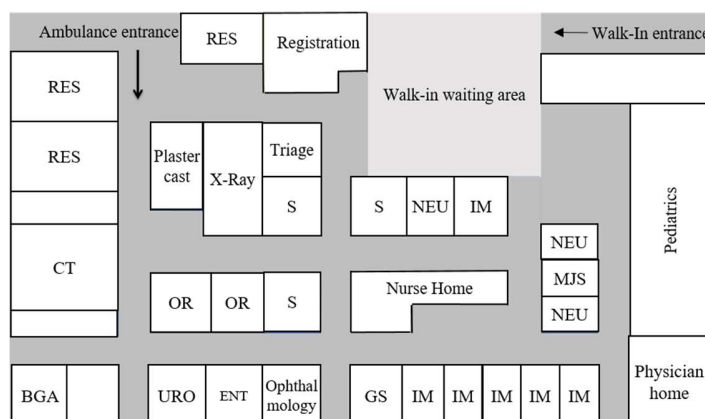 Ambulance entrance
RES
Registration
Walk-In entrance
RES
Walk-in waiting area
RES
Plaster
cast
X-Ray
Triage
S
S
NEU
IM
Pediatrics
CT
NEU
MJS
NEU
OR
OR
S
Nurse Home
BGA
URO
ENT
Ophthal
mology
GS
IM
IM
IM
IM
IM
Physician
home